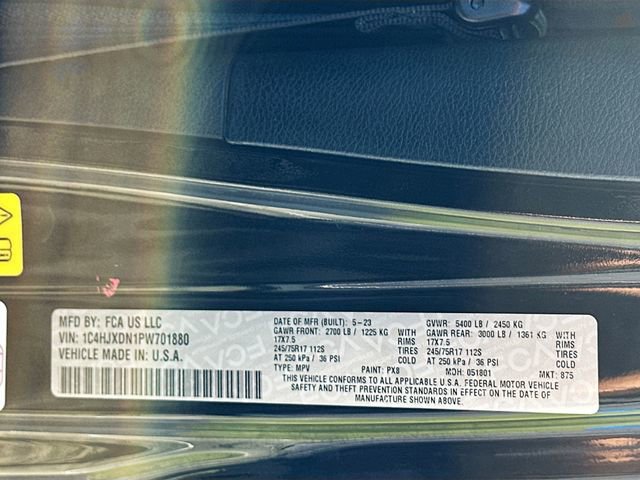 MFD BY: FCA US LLC
VIN: 1C4HJXDN1PW701880
VEHICLE MADE IN U.S.A.
DATE OF MFR (BUILT): 5-23 GVWR: 5400 LB / 2450 KG
GAWR FRONT: 2700 LB / 1225 KG WITH GAWR REAR: 3000 LB / 1361 KG WITH
17X7.5 RIMS 17X7.5 RIMS
245/75R17 112S TIRES 245/75R17 112S TIRES
AT 250 kPa / 36 PSI COLD AT 250 kPa / 36 PSI COLD
TYPE: MPV PAINT: PX8 MDH: 051801 MKT: 875
THIS VEHICLE CONFORMS TO ALL APPLICABLE U.S.A. FEDERAL MOTOR VEHICLE
SAFETY BUMPER AND THEFT PREVENTION STANDARDS IN EFFECT ON THE DATE OF
MANUFACTURE SHOWN ABOVE.